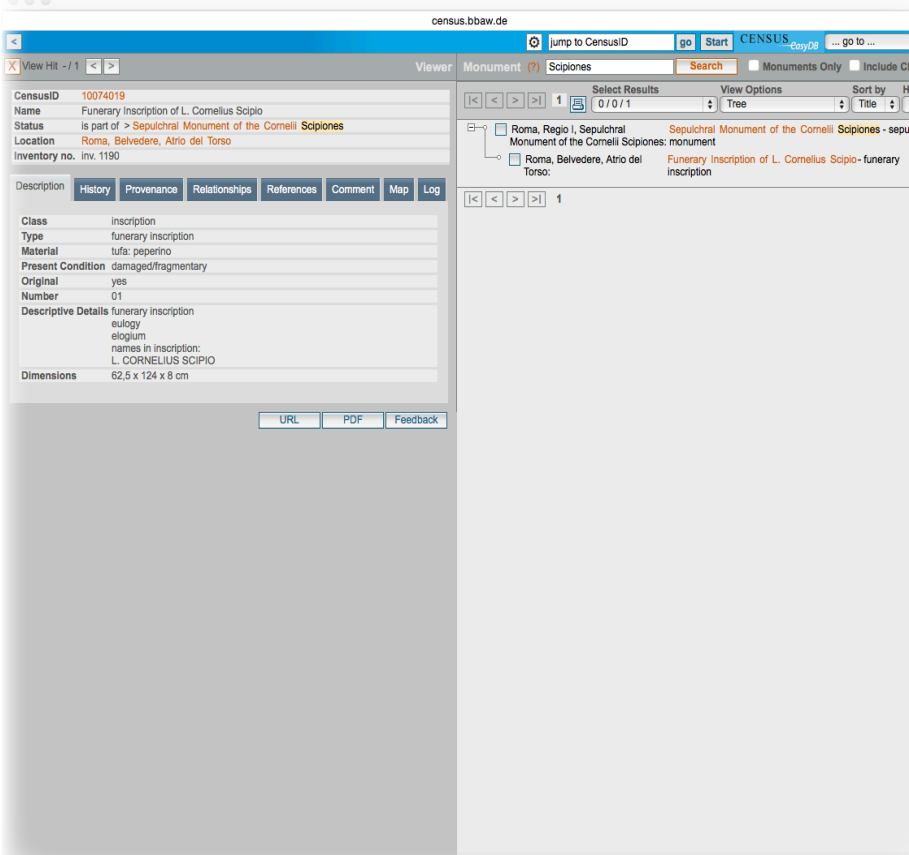 census.bbaw.de
< jump to CensusID go Start CENSUS EasyDB ... go to ...
X View Hit - / 1 < > Viewer
CensusID 10074019
Name Funerary Inscription of L. Cornelius Scipio
Status is part of > Sepulchral Monument of the Cornelii Scipiones
Location Roma, Belvedere, Atrio del Torso
Inventory no. inv. 1190
Description History Provenance Relationships References Comment Map Log
Class inscription
Type funerary inscription
Material tufa: peperino
Present Condition damaged/fragmentary
Original yes
Number 01
Descriptive Details funerary inscription
eulogy
elogium
names in inscription:
L. CORNELIUS SCIPIO
Dimensions 62,5 x 124 x 8 cm
URL PDF Feedback
Monument (?) Scipiones Search Monuments Only Include
Select Results View Options Sort by
|< < > >| 1 0 / 0 / 1 Tree Title
Roma, Regio I, Sepulchral Sepulchral Monument of the Cornelii Scipiones - sepu
Monument of the Cornelii Scipiones: monument
Roma, Belvedere, Atrio del Funerary Inscription of L. Cornelius Scipio - funerary
Torso: inscription
|< < > >| 1